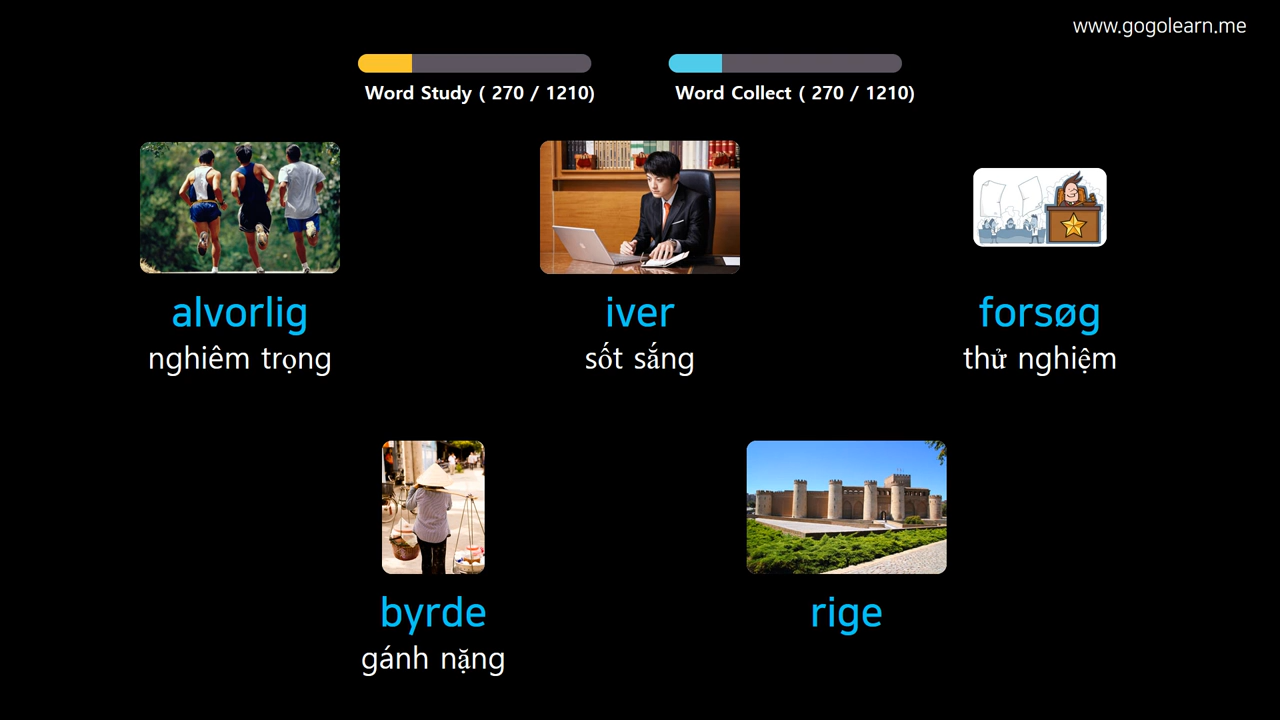 www.gogolearn.me
Word Study ( 270 / 1210)
Word Collect ( 270 / 1210)
alvorlig
nghiêm trọng
iver
sốt sắng
forsøg
thử nghiệm
byrde
gánh nặng
rige